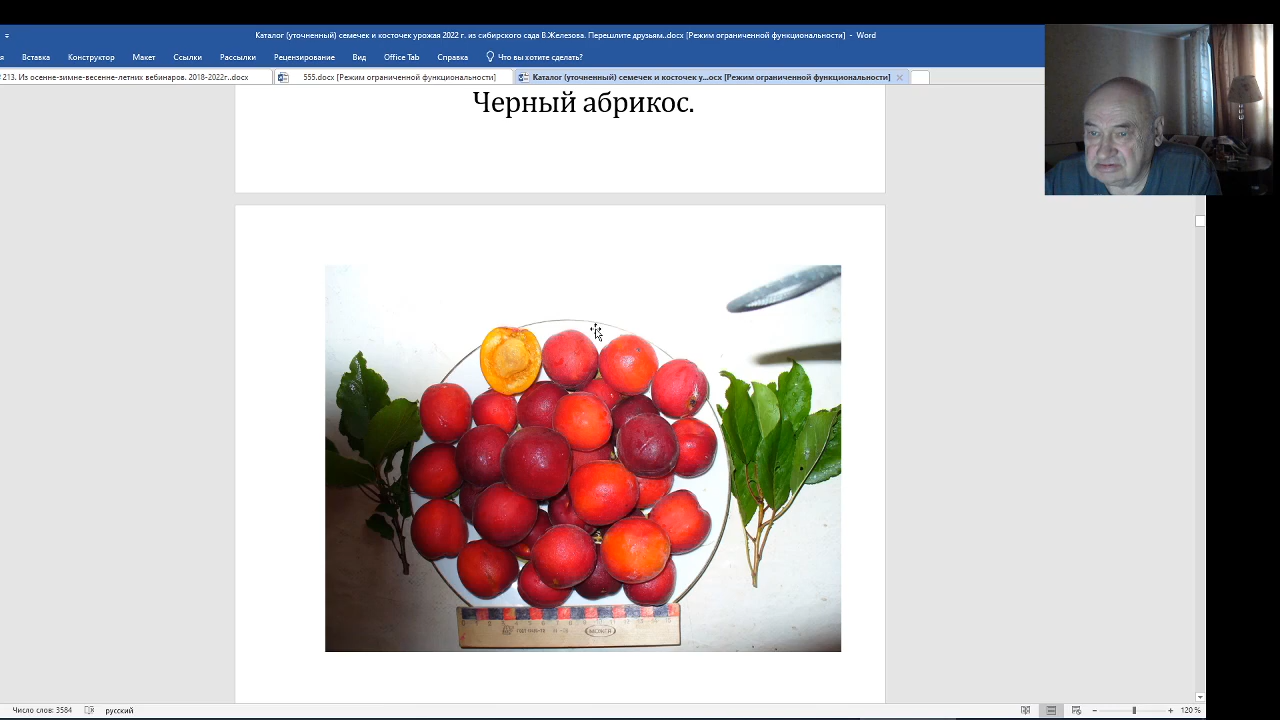 Каталог (уточненный) семечек и косточек урожая 2022 г. из сибирского сада В.Железова. Перешлите друзьям..docx [Режим ограниченной функциональности] - Word
Вставка Конструктор Макет Ссылки Рассылки Рецензирование Вид Office Tab Справка Что вы хотите сделать?
213. Из осенне-зимне-весенне-летних вебинаров. 2018-2022г..docx
555.docx [Режим ограниченной функциональности]
Каталог (уточненный) семечек и косточек у...ocx [Режим ограниченной функциональности]
Черный абрикос.
Число слов: 3584 русский
120 %